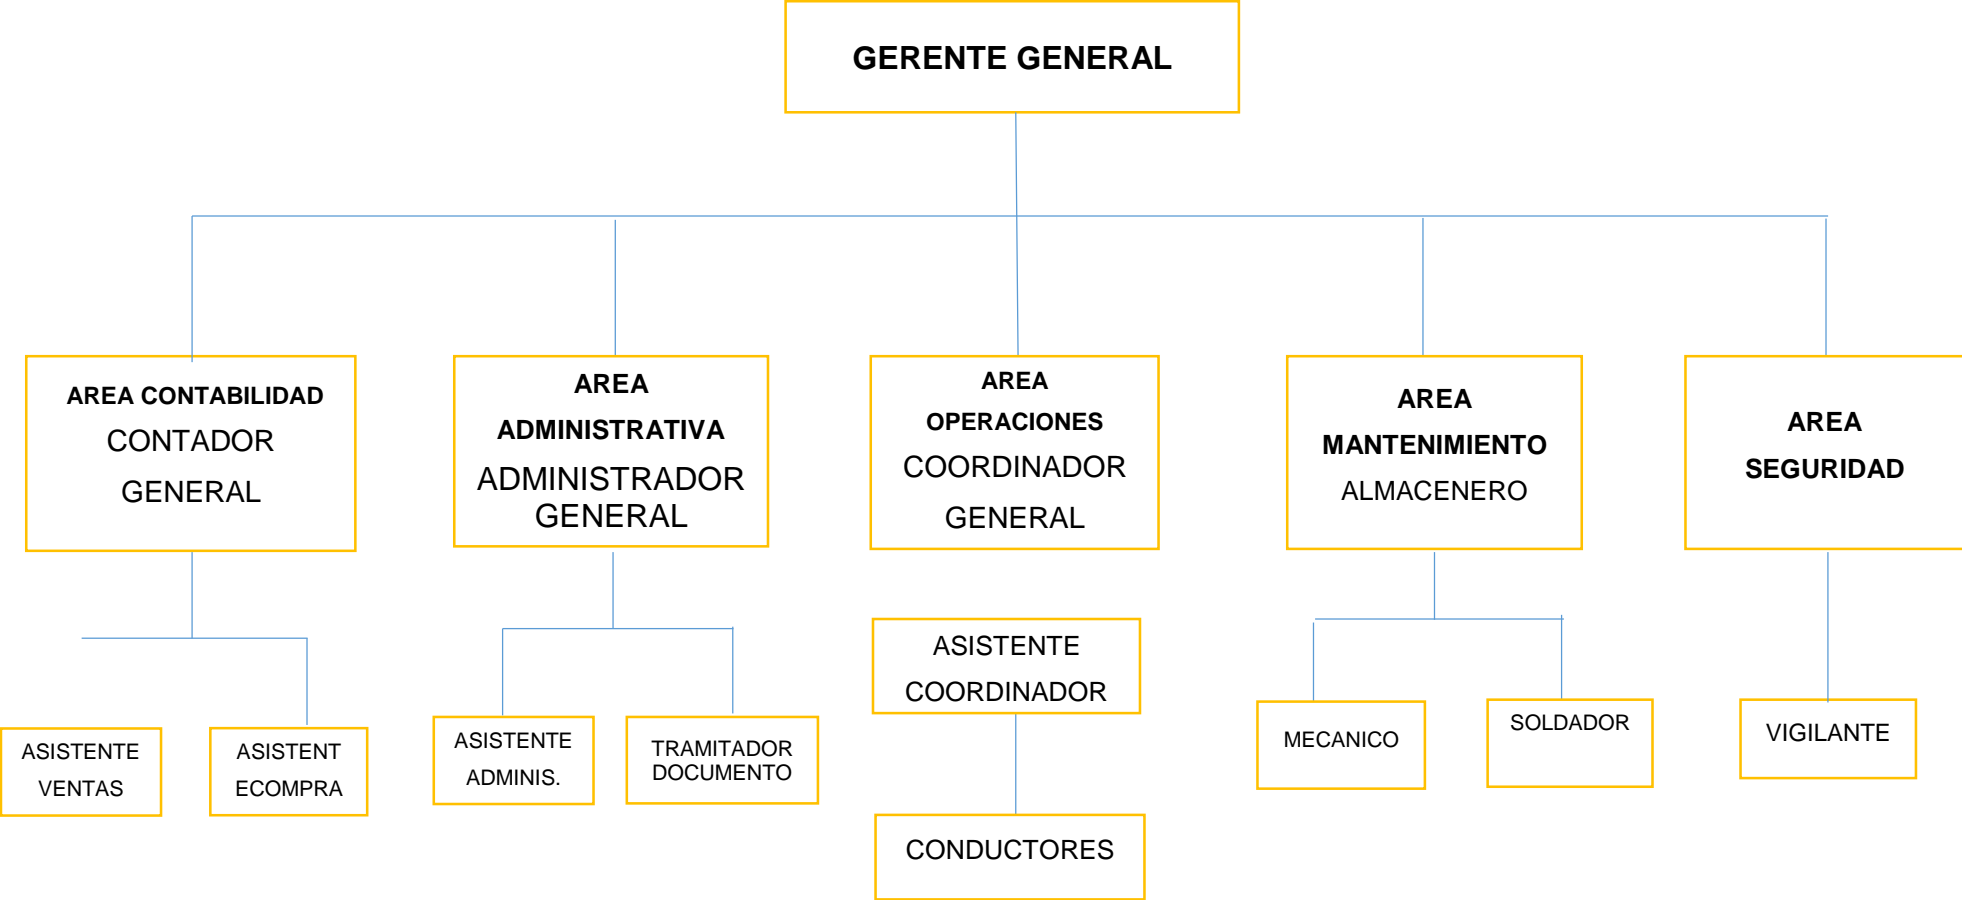 GERENTE GENERAL
AREA CONTABILIDAD
CONTADOR
GENERAL
AREA
ADMINISTRATIVA
ADMINISTRADOR
GENERAL
AREA
OPERACIONES
COORDINADOR
GENERAL
AREA
MANTENIMIENTO
ALMACENERO
AREA
SEGURIDAD
ASISTENTE
VENTAS
ASISTENT
ECOMPRA
ASISTENTE
ADMINIS.
TRAMITADOR
DOCUMENTO
ASISTENTE
COORDINADOR
CONDUCTORES
MECANICO
SOLDADOR
VIGILANTE